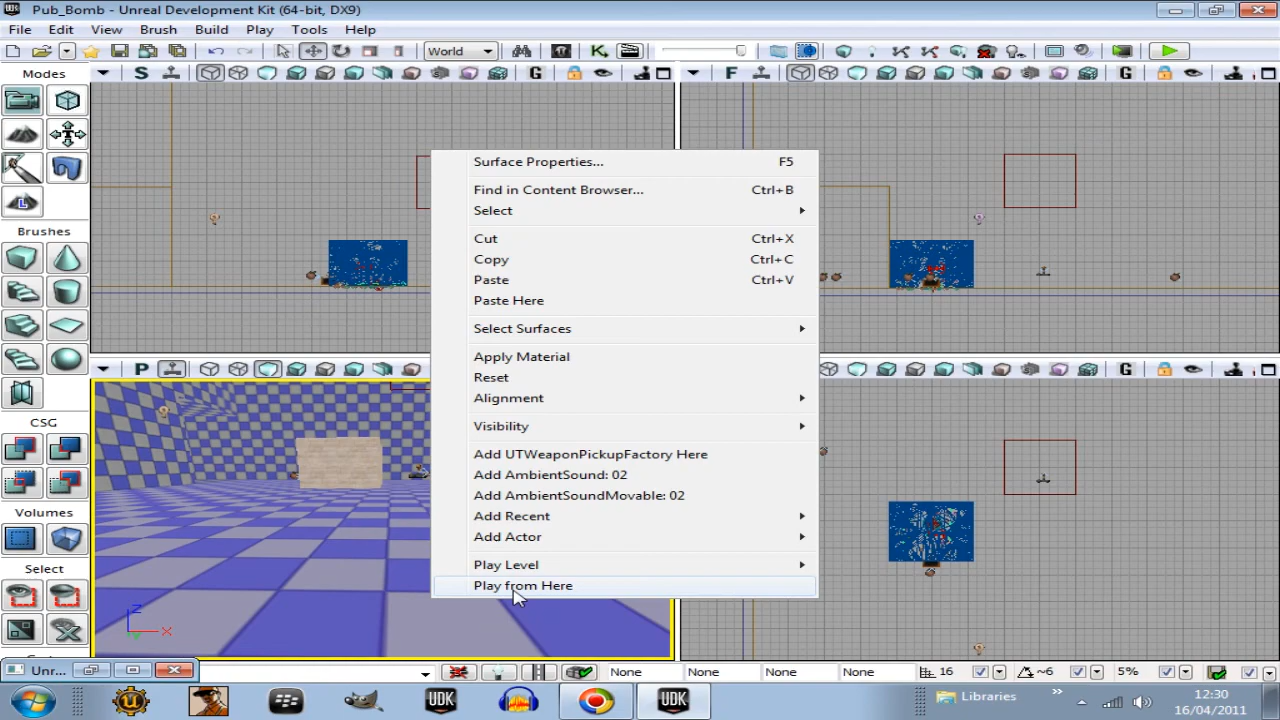 Pub_Bomb - Unreal Development Kit (64-bit, DX9)
File Edit View Brush Build Play Tools Help
World
Modes
S
G
F
G
Surface Properties... F5
Find in Content Browser... Ctrl+B
Select
Cut Ctrl+X
Copy Ctrl+C
Paste Ctrl+V
Paste Here
Select Surfaces
Apply Material
Reset
Alignment
Visibility
Add UTWeaponPickupFactory Here
Add AmbientSound: 02
Add AmbientSoundMovable: 02
Add Recent
Add Actor
Play Level
Play from Here
L
Brushes
P
G
CSG
Volumes
Select
Z
X
Unr...
None None None None 16 ~6 5%
UDK
UDK
Libraries
12:30
16/04/2011